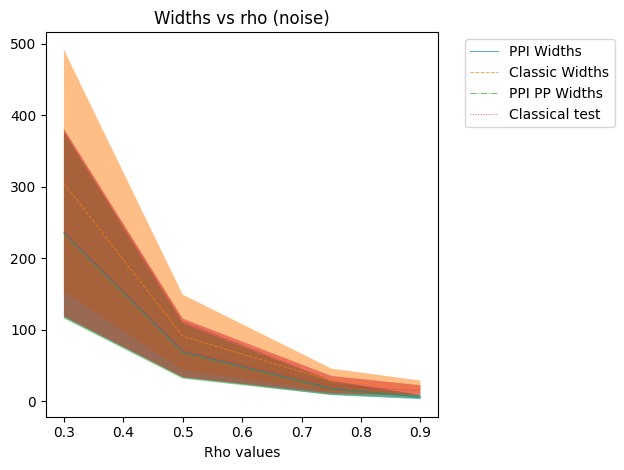 Widths vs rho (noise)
500
400
300
200
100
0
0.3 0.4 0.5 0.6 0.7 0.8 0.9
Rho values
PPI Widths
Classic Widths
PPI PP Widths
Classical test